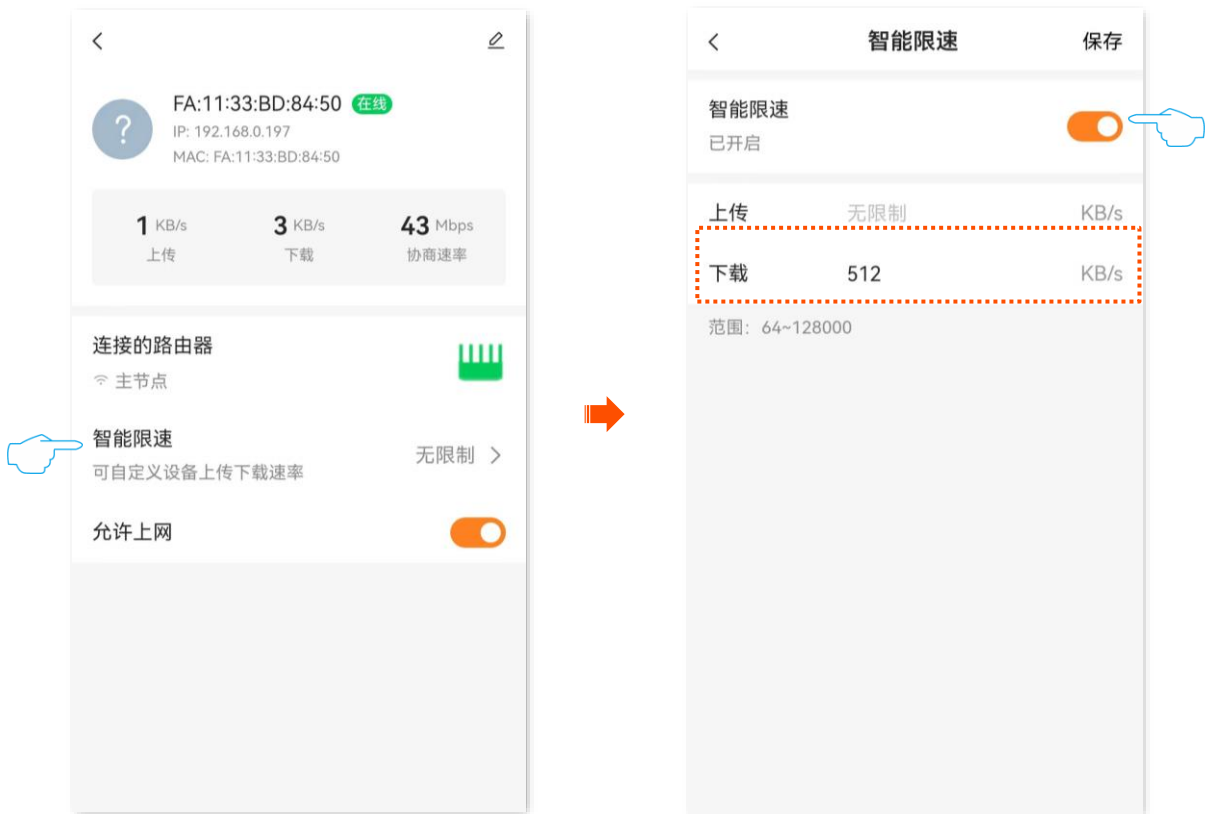 FA:11:33:BD:84:50 在线
IP: 192.168.0.197
MAC: FA:11:33:BD:84:50
1 KB/s 3 KB/s 43 Mbps
上传 下载 协商速率
连接的路由器
主节点
智能限速
可自定义设备上传下载速率
无限制
允许上网
智能限速 保存
智能限速
已开启
上传 无限制 KB/s
下载 512 KB/s
范围: 64~128000